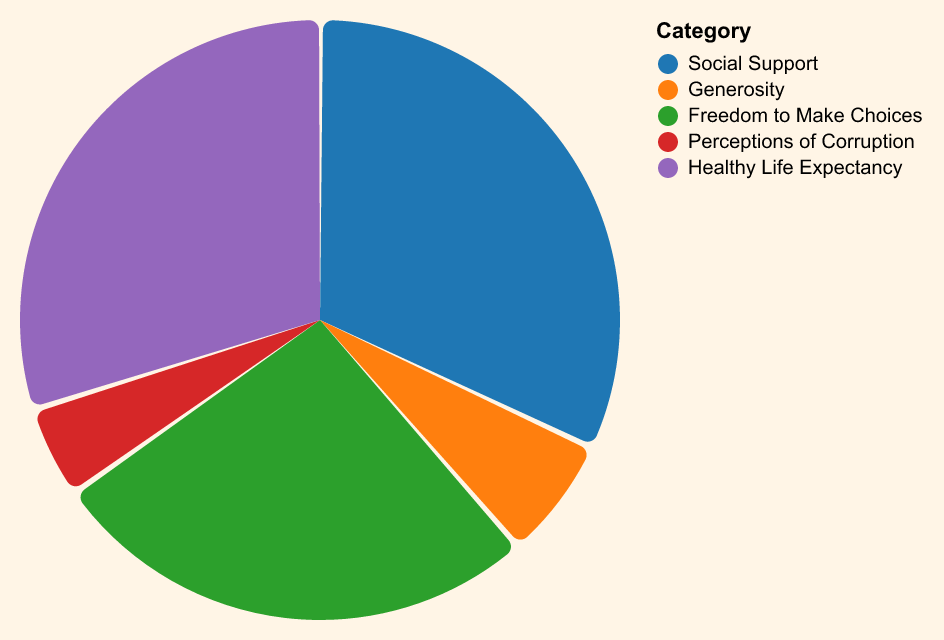 Category
Social Support
Generosity
Freedom to Make Choices
Perceptions of Corruption
Healthy Life Expectancy